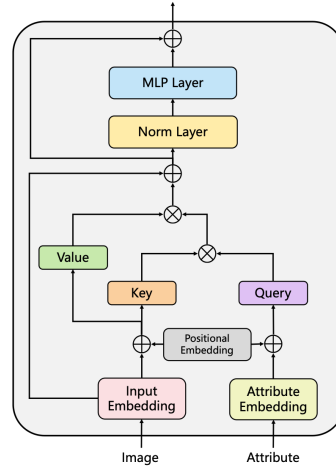 MLP Layer
Norm Layer
Value
Key
Query
Positional
Embedding
Input
Embedding
Attribute
Embedding
Image
Attribute